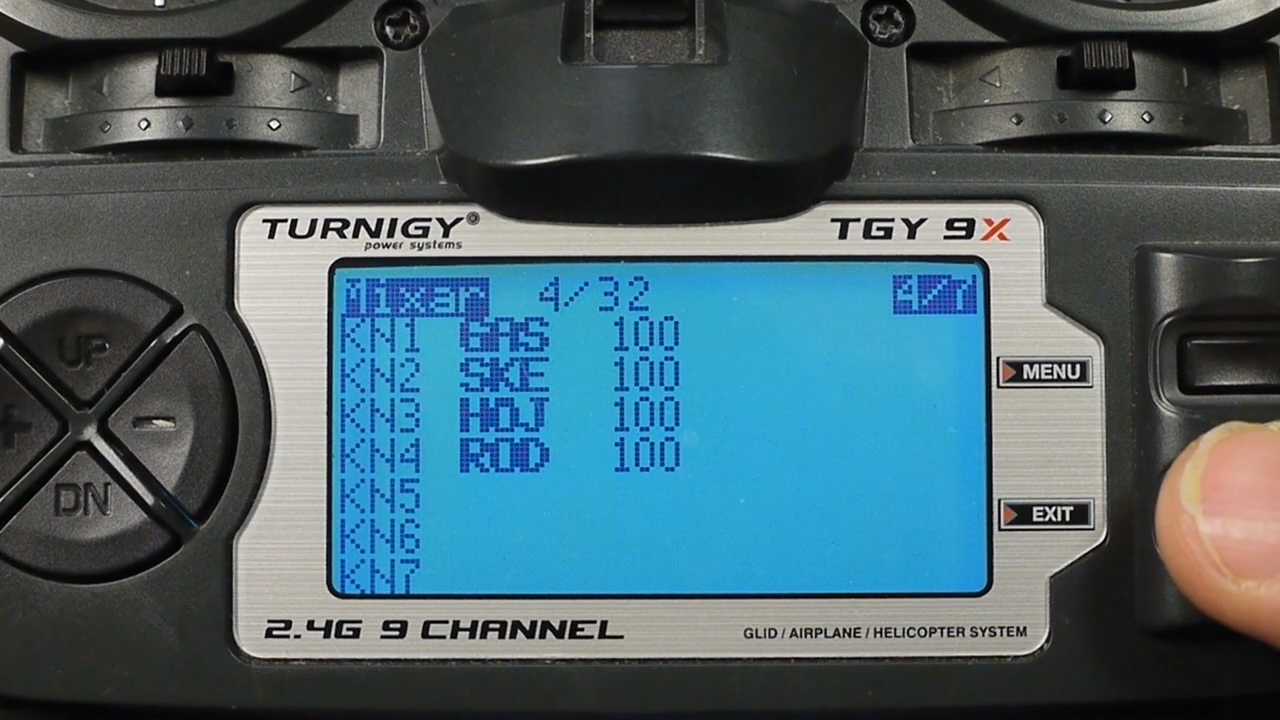 TURNIGY®
power systems
TGY 9X
Mixer 4/32
KN1 GAS 100
KN2 SKE 100
KN3 HOJ 100
KN4 ROD 100
KN5
KN6
KN7
UP
+
-
DN
MENU
EXIT
2.4G 9 CHANNEL
GLID / AIRPLANE / HELICOPTER SYSTEM